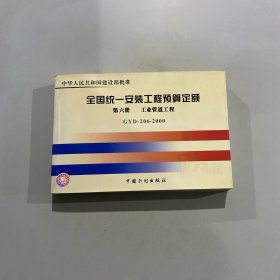 中华人民共和国建设部批准
全国统一安装工程预算定额
第六册 工业管道工程
GYD-206-2000
中国计划出版社